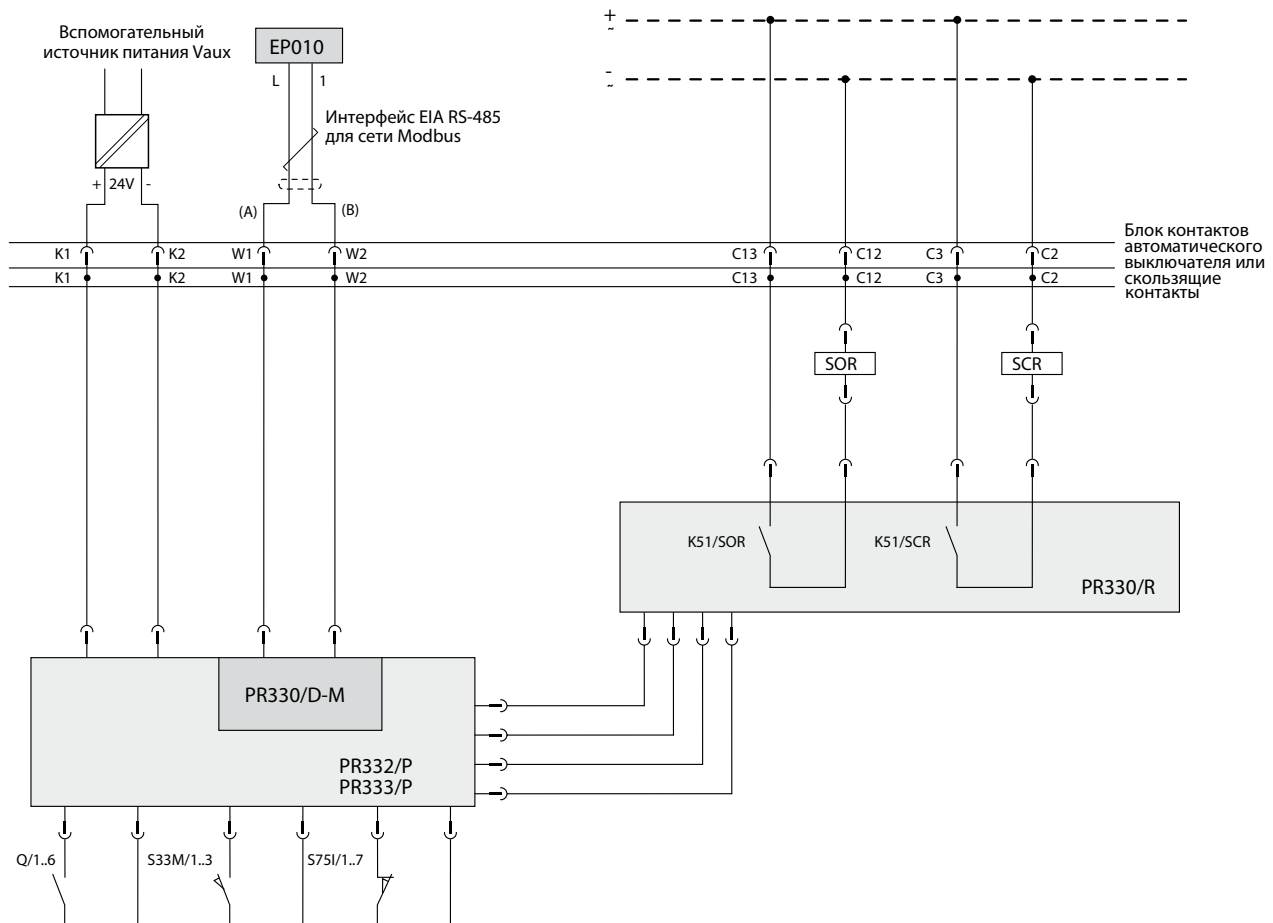 Вспомогательный
источник питания Vaux
EP010
L 1
Интерфейс EIA RS-485
для сети Modbus
+ 24V -
(A) (B)
+
~
-
~
K1 K2 W1 W2 C13 C12 C3 C2
K1 K2 W1 W2 C13 C12 C3 C2
Блок контактов
автоматического
выключателя или
скользящие
контакты
SOR SCR
K51/SOR K51/SCR
PR330/R
PR330/D-M
PR332/P
PR333/P
Q/1..6 S33M/1..3 S75I/1..7